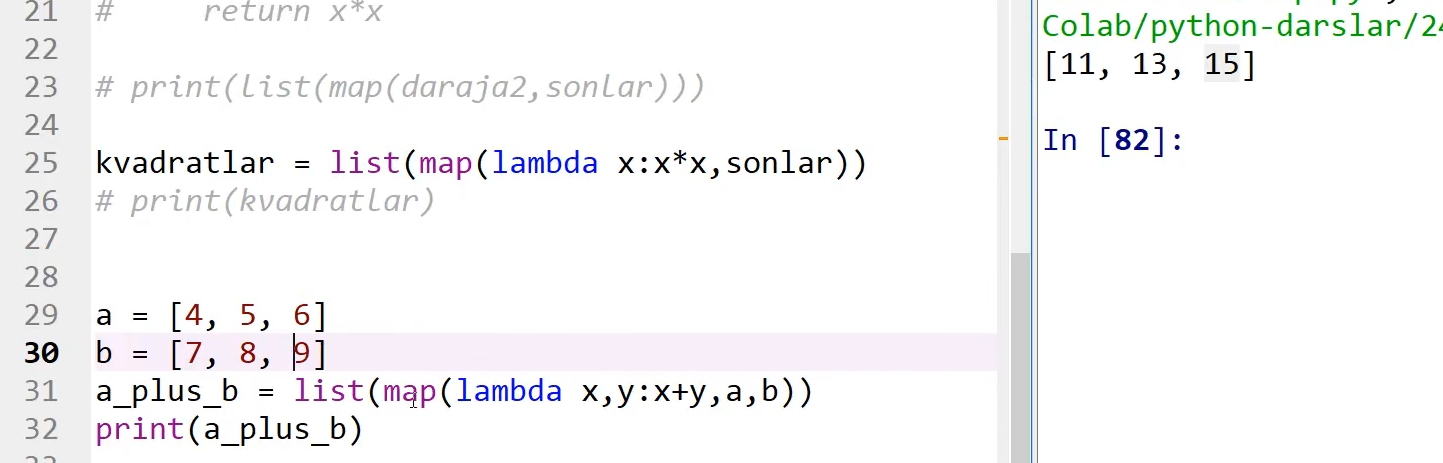 21 #     return x*x
22
23 # print(list(map(daraja2,sonlar)))
24
25 kvadratlar = list(map(lambda x:x*x,sonlar))
26 # print(kvadratlar)
27
28
29 a = [4, 5, 6]
30 b = [7, 8, 9]
31 a_plus_b = list(map(lambda x,y:x+y,a,b))
32 print(a_plus_b)
Colab/python-darslar/24
[11, 13, 15]
In [82]: